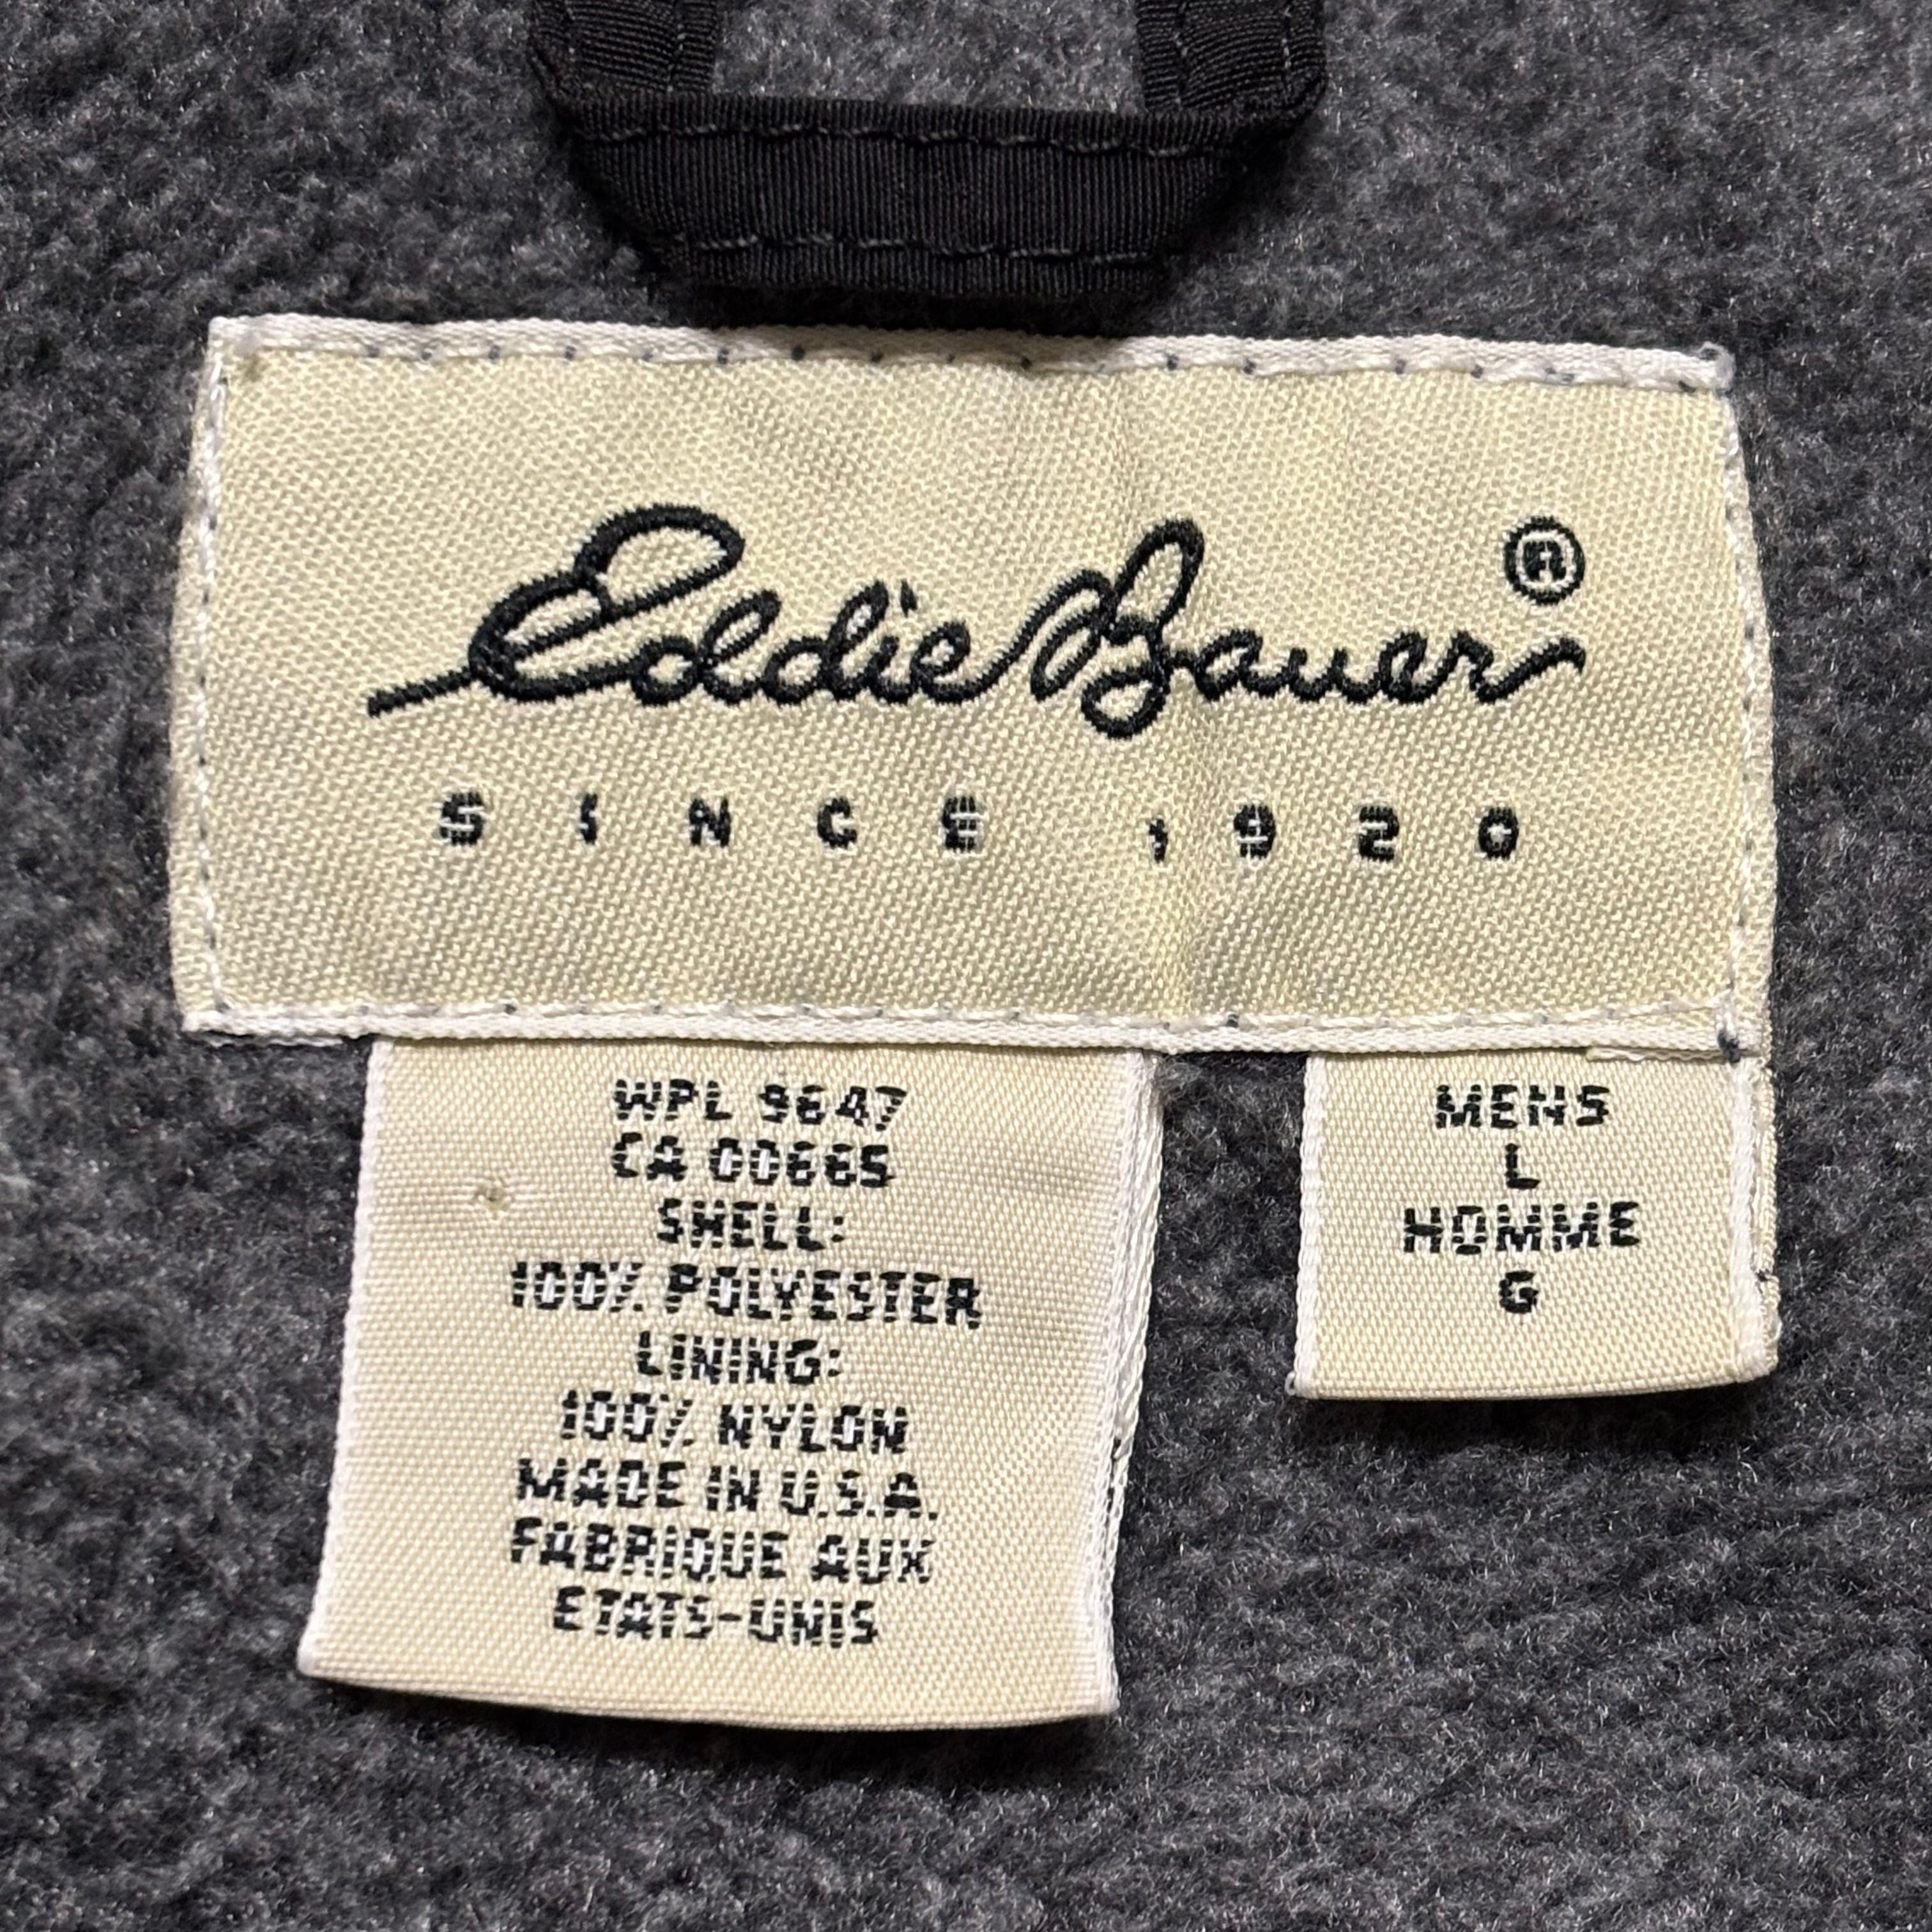 Eddie Bauer®
SINCE 1920
WPL 9647
CA 00665
SHELL:
100% POLYESTER
LINING:
100% NYLON
MADE IN U.S.A.
FABRIQUE AUX
ETATS-UNIS
MENS
L
HOMME
G